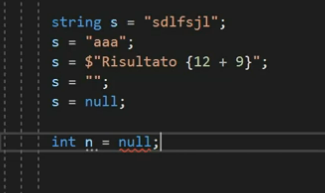 string s = "sdlfsjl";
s = "aaa";
s = $"Risultato {12 + 9}";
s = "";
s = null;
int n = null;